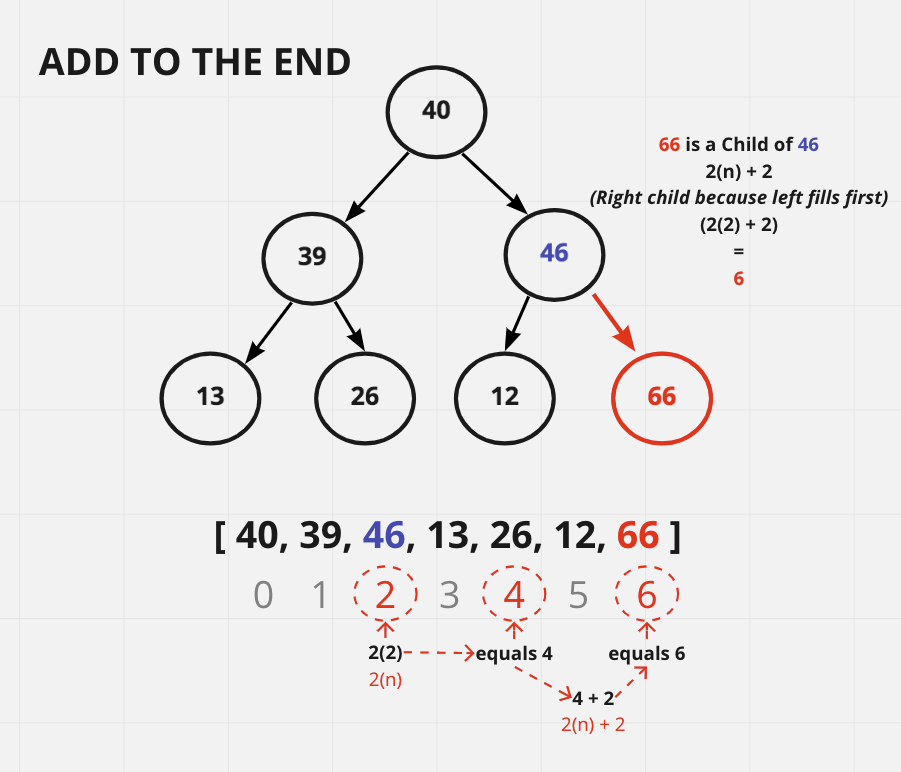 ADD TO THE END
40
66 is a Child of 46
2(n) + 2
(Right child because left fills first)
(2(2) + 2)
=
6
39
46
13
26
12
66
[ 40, 39, 46, 13, 26, 12, 66 ]
0 1 2 3 4 5 6
2(2) equals 4 equals 6
2(n)
4 + 2
2(n) + 2